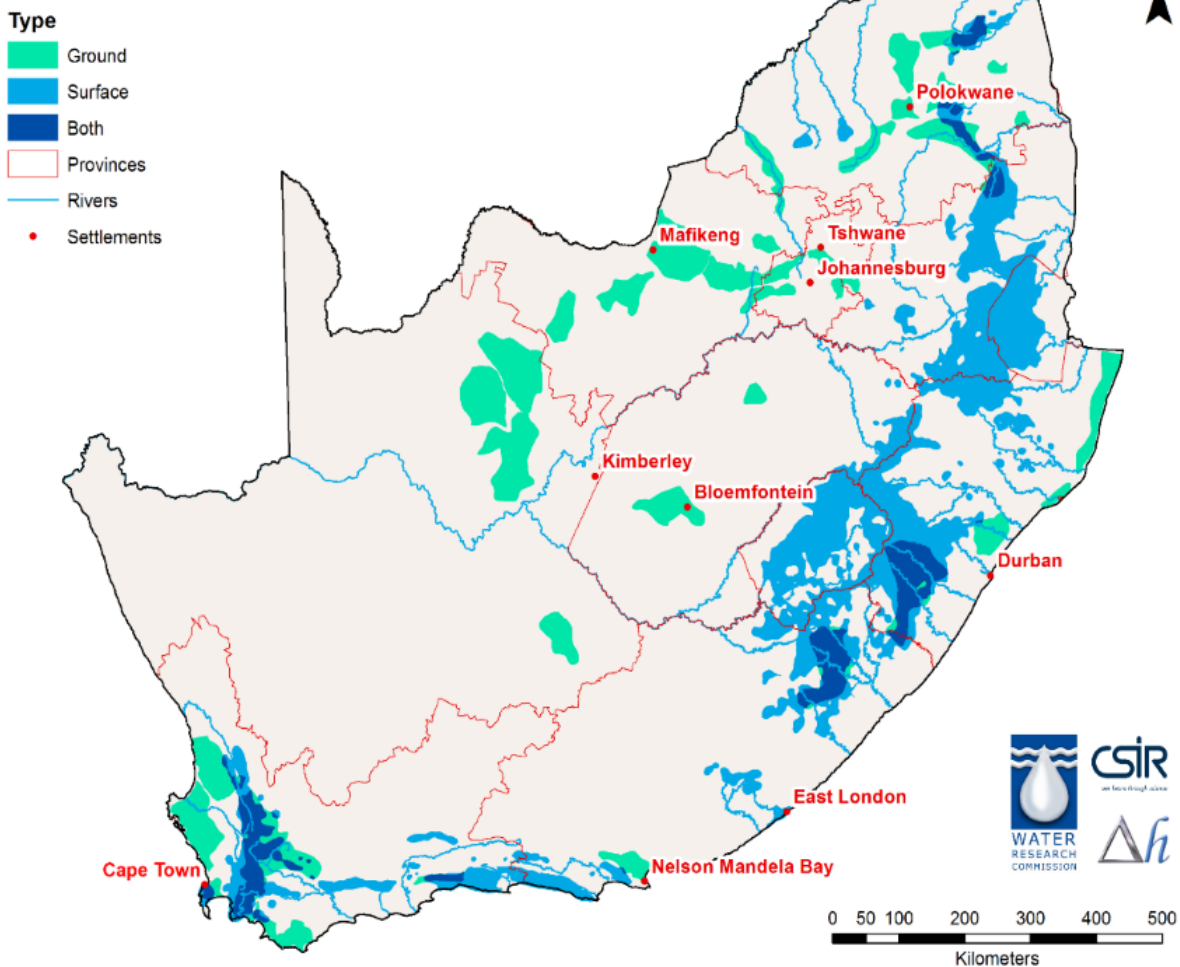 Type
Ground
Surface
Both
Provinces
Rivers
Settlements
Polokwane
Mafikeng
Tshwane
Johannesburg
Kimberley
Bloemfontein
Durban
East London
Cape Town
Nelson Mandela Bay
CSIR
WATER
RESEARCH
COMMISSION
Δh
0 50 100 200 300 400 500
Kilometers